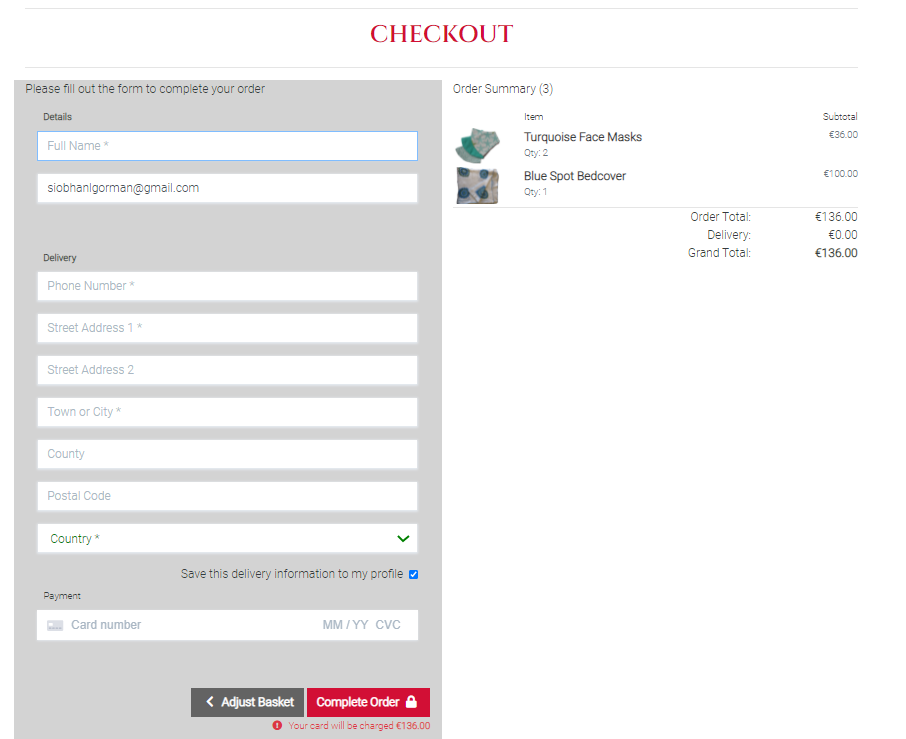 CHECKOUT
Please fill out the form to complete your order
Details
Full Name *
siobhanlgorman@gmail.com
Delivery
Phone Number *
Street Address 1 *
Street Address 2
Town or City *
County
Postal Code
Country *
Save this delivery information to my profile
Payment
Card number MM / YY CVC
Adjust Basket Complete Order
Your card will be charged €136.00
Order Summary (3)
Item Subtotal
Turquoise Face Masks €36.00
Qty: 2
Blue Spot Bedcover €100.00
Qty: 1
Order Total: €136.00
Delivery: €0.00
Grand Total: €136.00